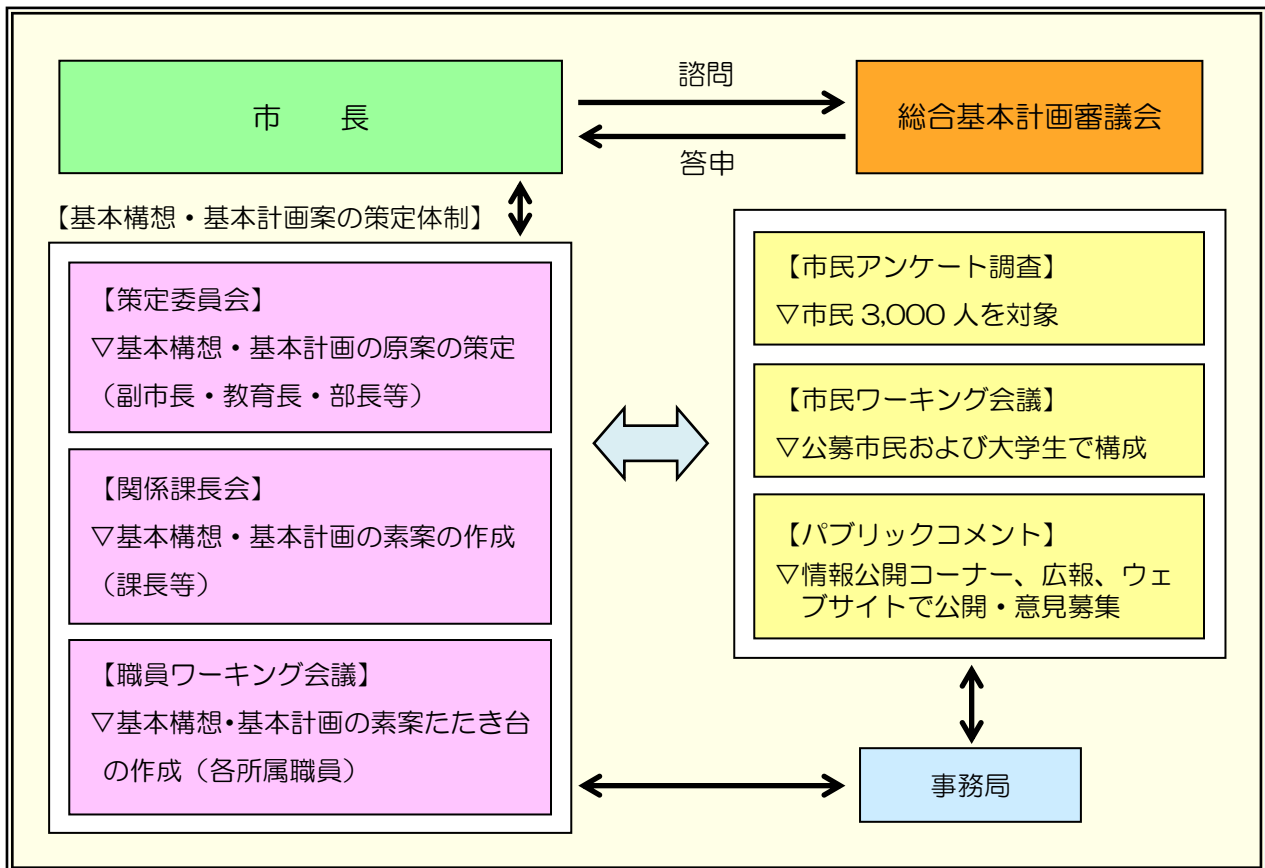 市　　長
諮問
答申
総合基本計画審議会
【基本構想・基本計画案の策定体制】
【策定委員会】
▽基本構想・基本計画の原案の策定
（副市長・教育長・部長等）
【関係課長会】
▽基本構想・基本計画の素案の作成
（課長等）
【職員ワーキング会議】
▽基本構想・基本計画の素案たたき台
の作成（各所属職員）
【市民アンケート調査】
▽市民 3,000 人を対象
【市民ワーキング会議】
▽公募市民および大学生で構成
【パブリックコメント】
▽情報公開コーナー、広報、ウェ
ブサイトで公開・意見募集
事務局